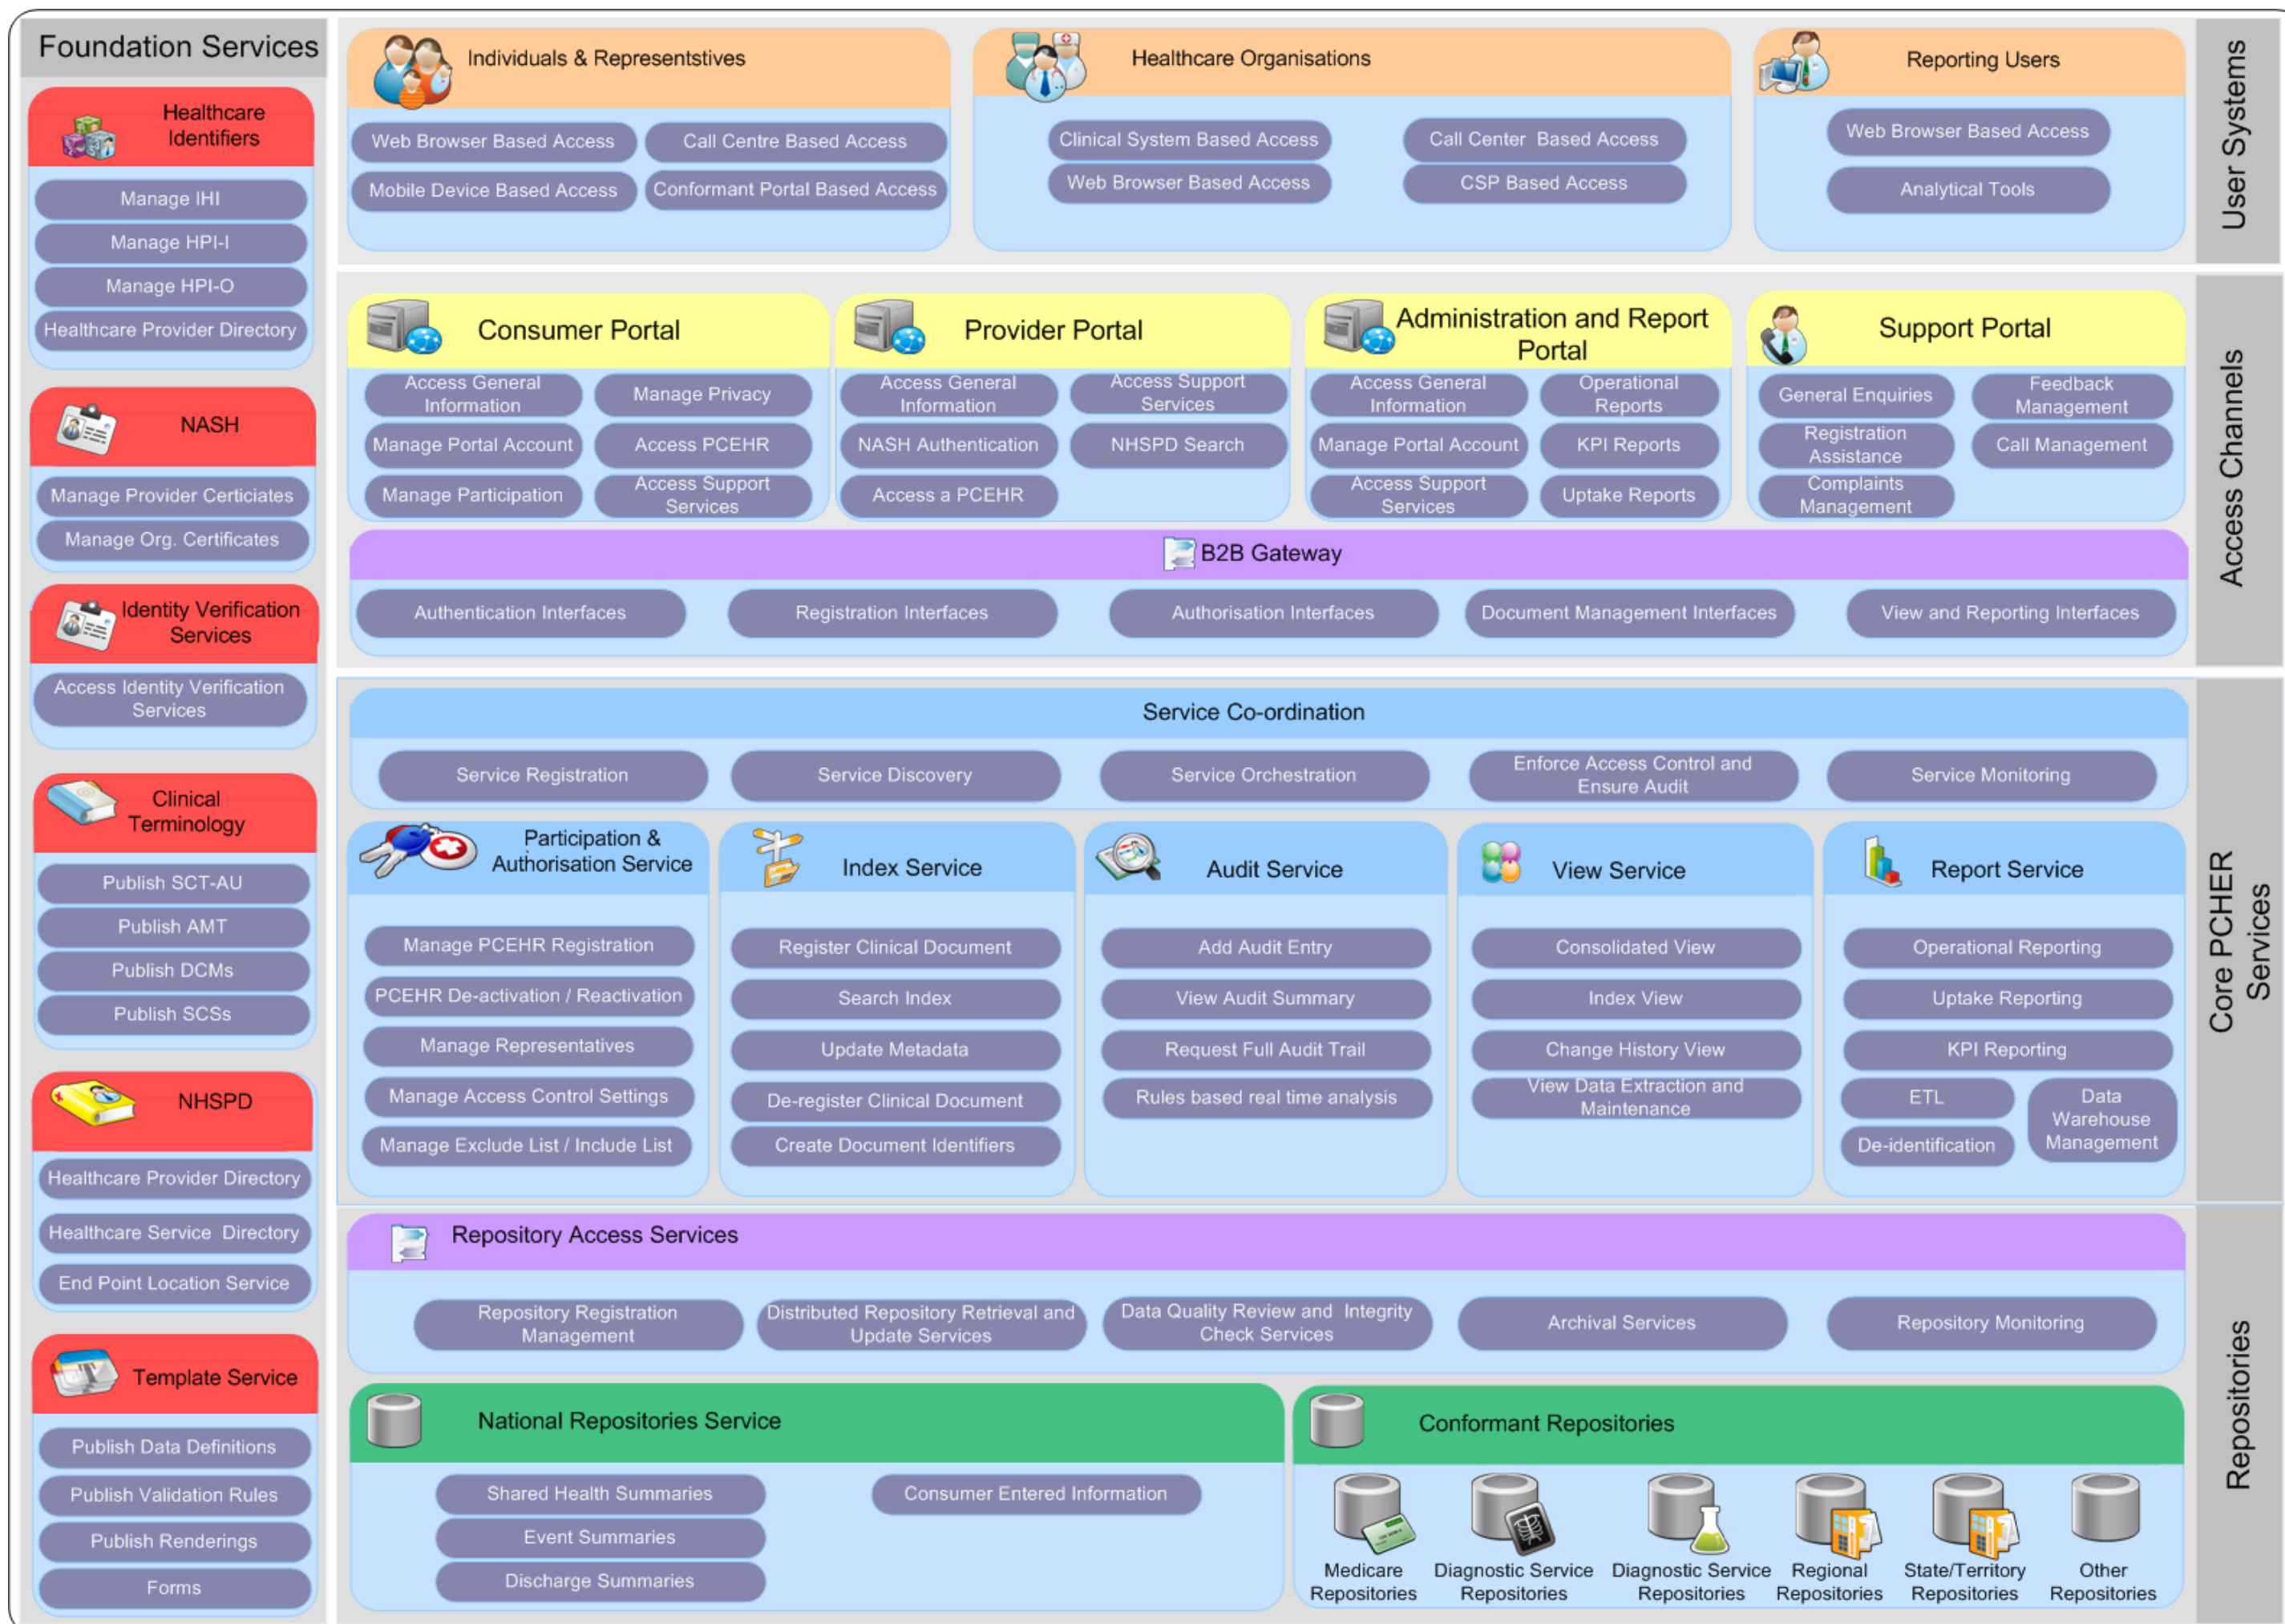 Foundation Services
Healthcare
Identifiers
Manage IHI
Manage HPI-I
Manage HPI-O
Healthcare Provider Directory
NASH
Manage Provider Certiciates
Manage Org. Certificates
Identity Verification
Services
Access Identity Verification
Services
Clinical
Terminology
Publish SCT-AU
Publish AMT
Publish DCMs
Publish SCSs
NHSPD
Healthcare Provider Directory
Healthcare Service Directory
End Point Location Service
Template Service
Publish Data Definitions
Publish Validation Rules
Publish Renderings
Forms
User Systems
Individuals & Representstives
Web Browser Based Access
Call Centre Based Access
Mobile Device Based Access
Conformant Portal Based Access
Healthcare Organisations
Clinical System Based Access
Call Center Based Access
Web Browser Based Access
CSP Based Access
Reporting Users
Web Browser Based Access
Analytical Tools
Access Channels
Consumer Portal
Access General
Information
Manage Privacy
Manage Portal Account
Access PCEHR
Manage Participation
Access Support
Services
Provider Portal
Access General
Information
Access Support
Services
NASH Authentication
NHSPD Search
Access a PCEHR
Administration and Report
Portal
Access General
Information
Operational
Reports
Manage Portal Account
KPI Reports
Access Support
Services
Uptake Reports
Support Portal
General Enquiries
Feedback
Management
Registration
Assistance
Call Management
Complaints
Management
B2B Gateway
Authentication Interfaces
Registration Interfaces
Authorisation Interfaces
Document Management Interfaces
View and Reporting Interfaces
Core PCHER
Services
Service Co-ordination
Service Registration
Service Discovery
Service Orchestration
Enforce Access Control and
Ensure Audit
Service Monitoring
Participation &
Authorisation Service
Manage PCEHR Registration
PCEHR De-activation / Reactivation
Manage Representatives
Manage Access Control Settings
Manage Exclude List / Include List
Index Service
Register Clinical Document
Search Index
Update Metadata
De-register Clinical Document
Create Document Identifiers
Audit Service
Add Audit Entry
View Audit Summary
Request Full Audit Trail
Rules based real time analysis
View Service
Consolidated View
Index View
Change History View
View Data Extraction and
Maintenance
Report Service
Operational Reporting
Uptake Reporting
KPI Reporting
ETL
De-identification
Data
Warehouse
Management
Repositories
Repository Access Services
Repository Registration
Management
Distributed Repository Retrieval and
Update Services
Data Quality Review and Integrity
Check Services
Archival Services
Repository Monitoring
National Repositories Service
Shared Health Summaries
Consumer Entered Information
Event Summaries
Discharge Summaries
Conformant Repositories
Medicare
Repositories
Diagnostic Service
Repositories
Diagnostic Service
Repositories
Regional
Repositories
State/Territory
Repositories
Other
Repositories